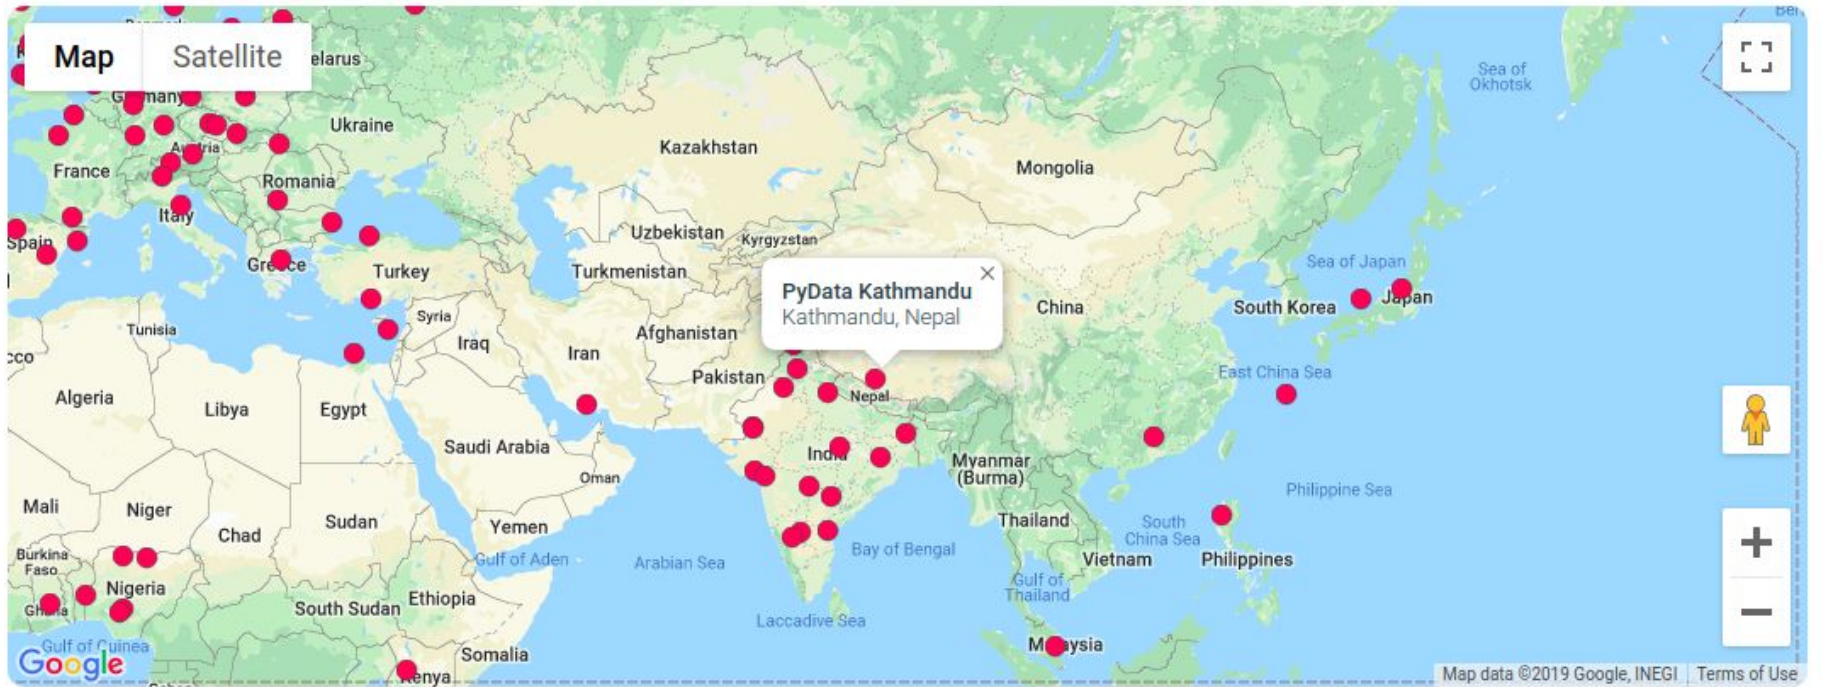 Map
Satellite
elarus
Sea of
Okhotsk
Ukraine
Kazakhstan
Mongolia
France
Romania
Italy
Spain
Uzbekistan
Kyrgyzstan
Greece
Turkey
Turkmenistan
Sea of Japan
PyData Kathmandu
Kathmandu, Nepal
China
South Korea
Japan
Tunisia
Syria
Iraq
Iran
Afghanistan
cco
Pakistan
East China Sea
Nepal
Algeria
Libya
Egypt
Saudi Arabia
Oman
India
Myanmar
(Burma)
Philippine Sea
Mali
Niger
Chad
Sudan
Yemen
Thailand
South
China Sea
Burkina
Faso
Gulf of Aden
Arabian Sea
Bay of Bengal
Vietnam
Philippines
Nigeria
Gulf of
Thailand
Ghana
South Sudan
Ethiopia
Laccadive Sea
Gulf of Guinea
Malaysia
Somalia
Google
Kenya
Map data ©2019 Google, INEGI
Terms of Use